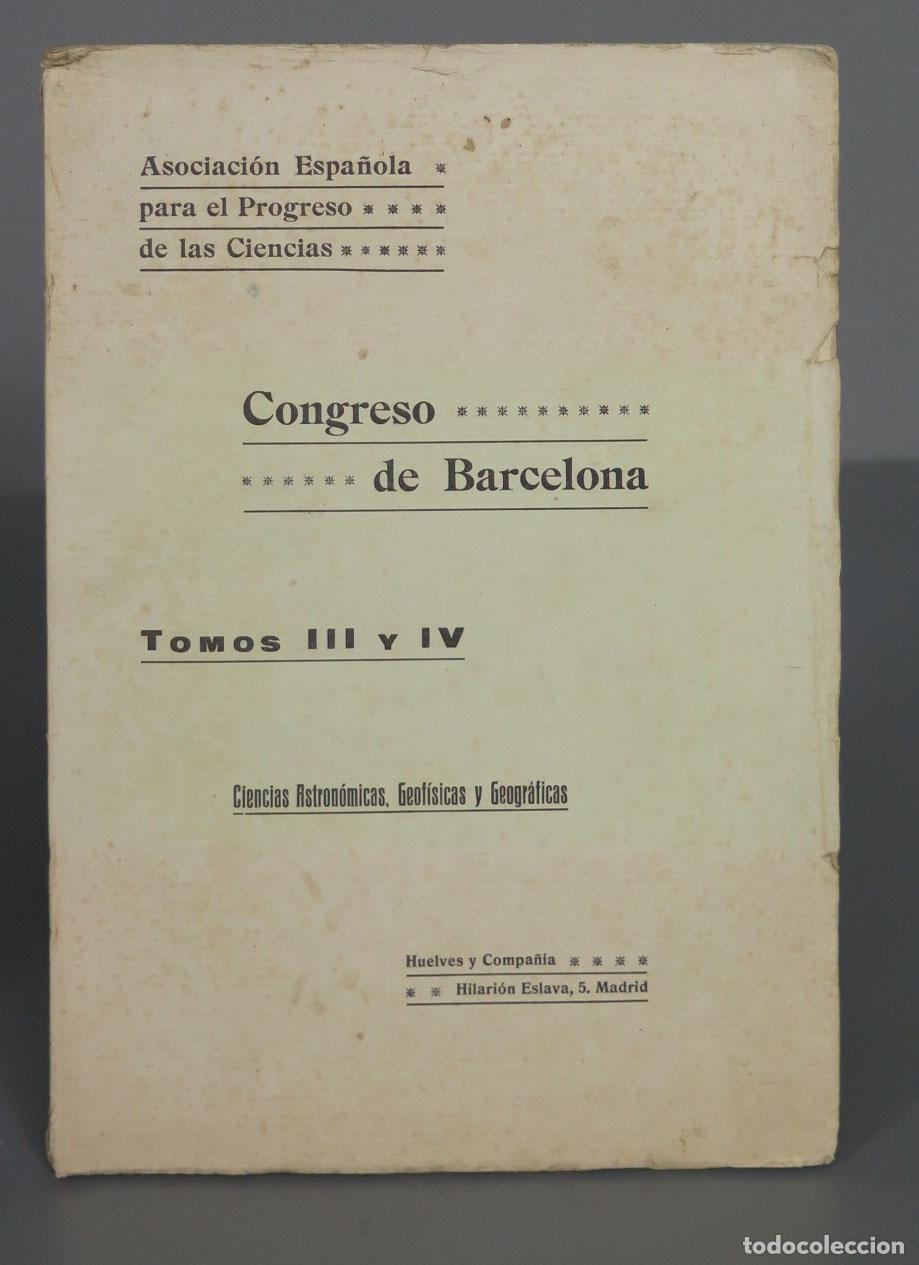 Asociación Española
para el Progreso
de las Ciencias
Congreso
de Barcelona
TOMOS III Y IV
Ciencias Astronómicas, Geofísicas y Geográficas
Huelves y Compañía
Hilarión Eslava, 5. Madrid
todocoleccion